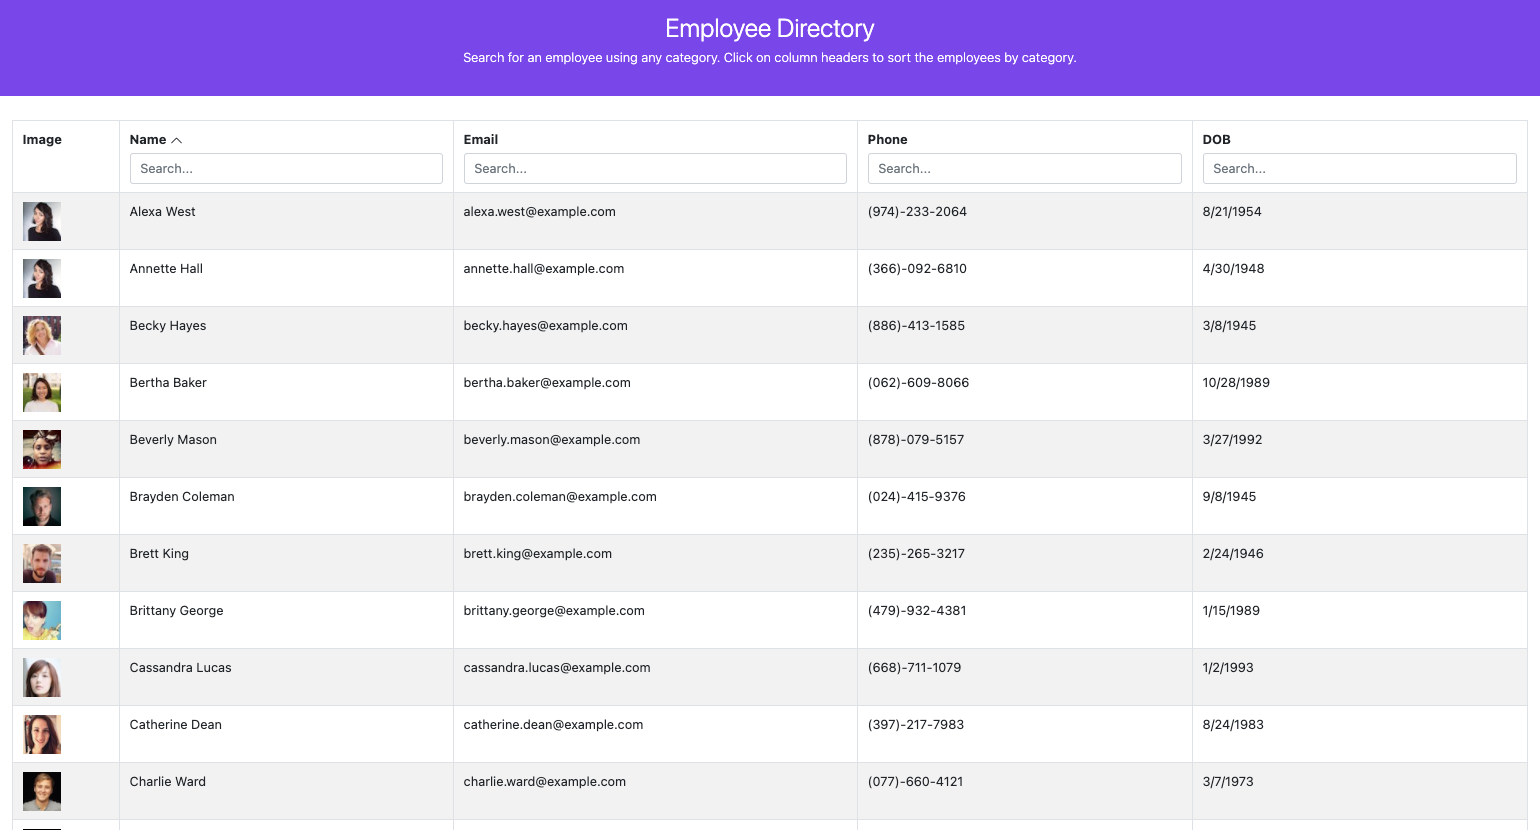 Employee Directory
Search for an employee using any category. Click on column headers to sort the employees by category.
Image Name Email Phone DOB
Search... Search... Search... Search...
Alexa West alexa.west@example.com (974)-233-2064 8/21/1954
Annette Hall annette.hall@example.com (366)-092-6810 4/30/1948
Becky Hayes becky.hayes@example.com (886)-413-1585 3/8/1945
Bertha Baker bertha.baker@example.com (062)-609-8066 10/28/1989
Beverly Mason beverly.mason@example.com (878)-079-5157 3/27/1992
Brayden Coleman brayden.coleman@example.com (024)-415-9376 9/8/1945
Brett King brett.king@example.com (235)-265-3217 2/24/1946
Brittany George brittany.george@example.com (479)-932-4381 1/15/1989
Cassandra Lucas cassandra.lucas@example.com (668)-711-1079 1/2/1993
Catherine Dean catherine.dean@example.com (397)-217-7983 8/24/1983
Charlie Ward charlie.ward@example.com (077)-660-4121 3/7/1973